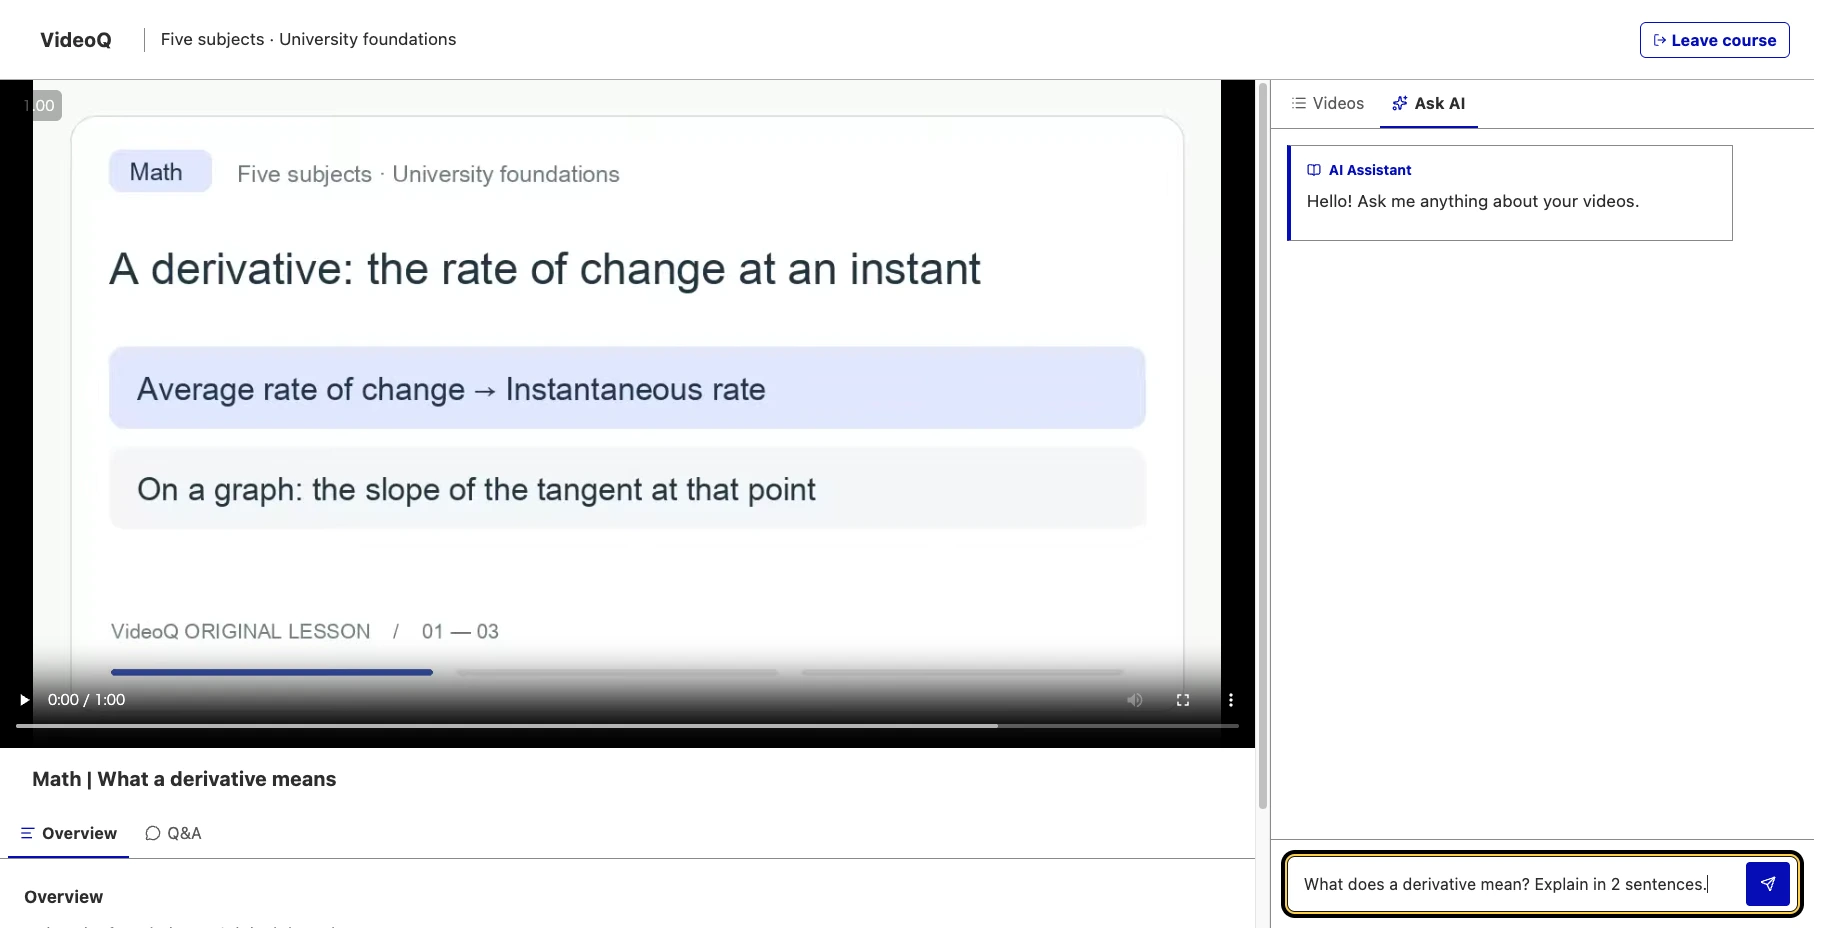 VideoQ
Five subjects · University foundations
Leave course
1.00
Math
Five subjects · University foundations
A derivative: the rate of change at an instant
Average rate of change → Instantaneous rate
On a graph: the slope of the tangent at that point
VideoQ ORIGINAL LESSON / 01 — 03
0:00 / 1:00
Math | What a derivative means
Overview
Q&A
Overview
Videos
Ask AI
AI Assistant
Hello! Ask me anything about your videos.
What does a derivative mean? Explain in 2 sentences.